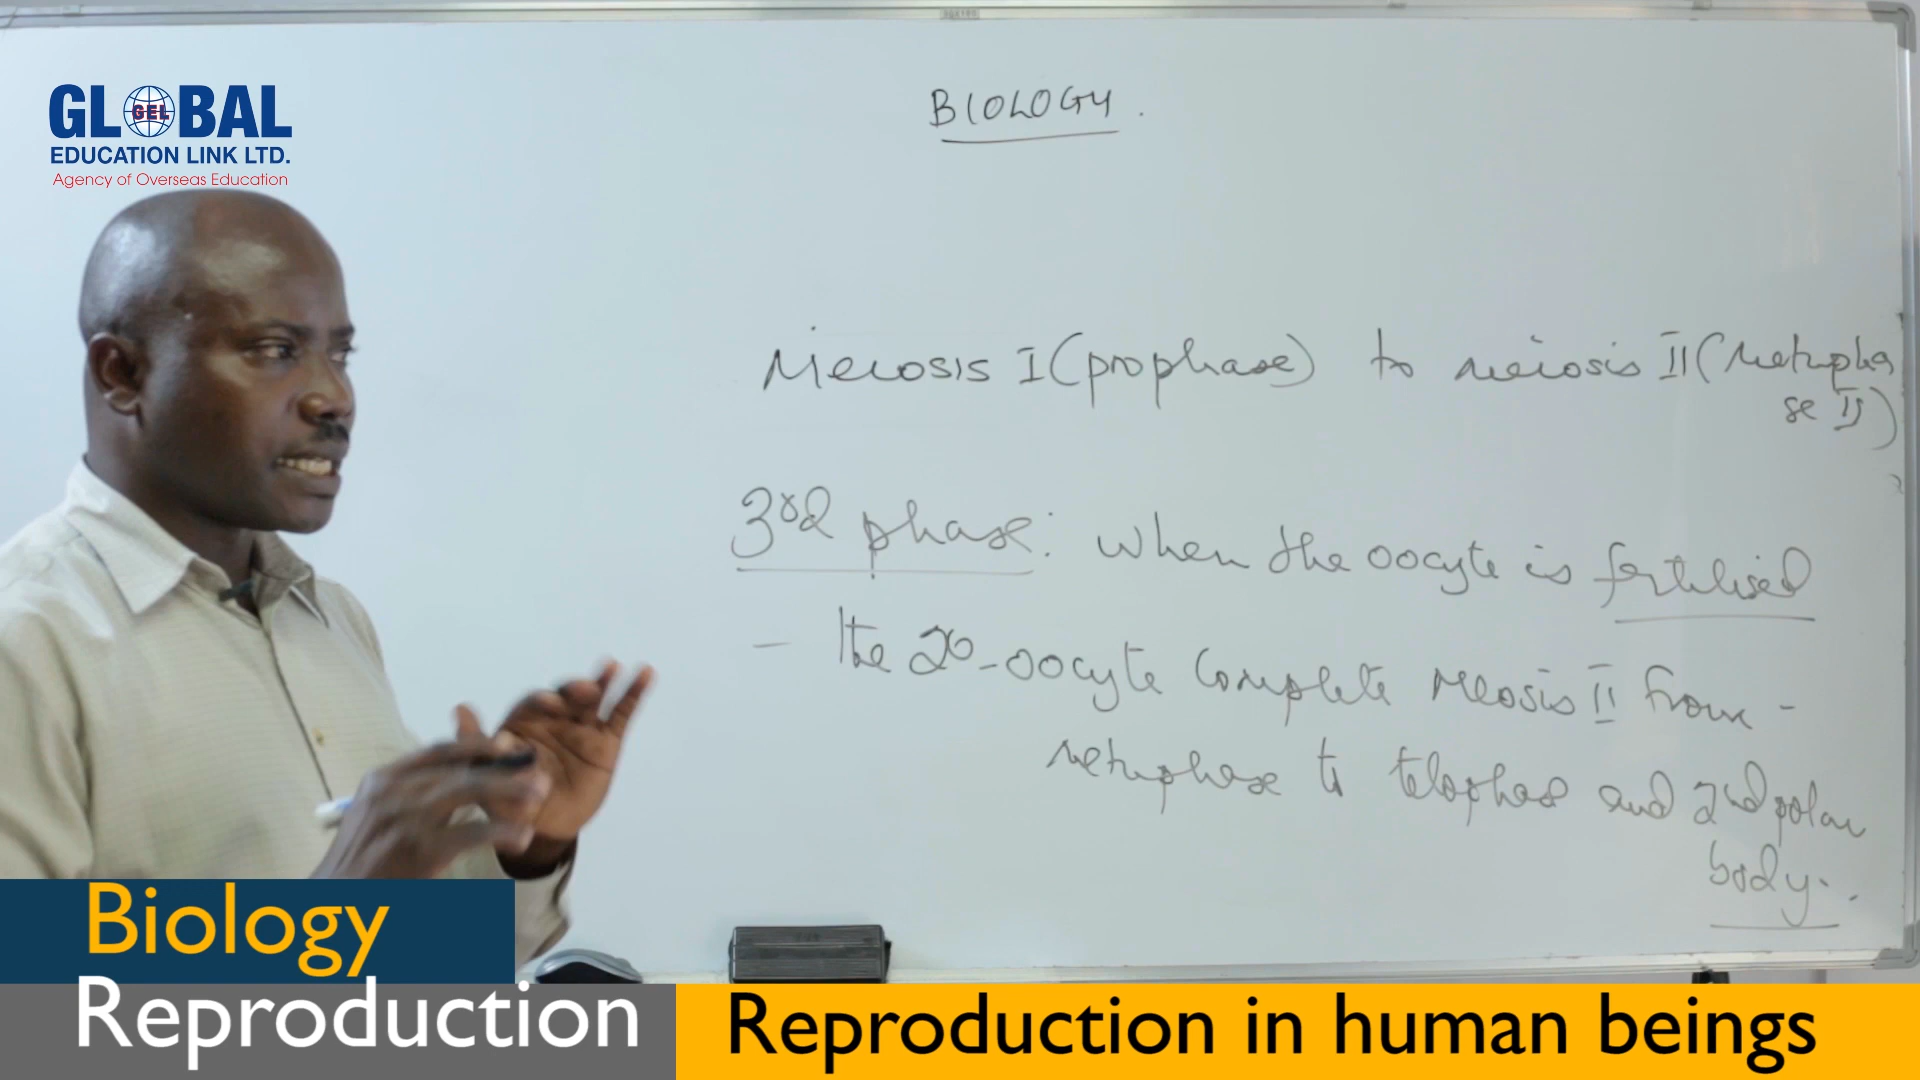 GLOBAL
GEL
EDUCATION LINK LTD.
Agency of Overseas Education
BIOLOGY.
Meiosis I (prophase) to meiosis II (Metapha
se II)
3rd phase: when the oocyte is fertilised
- the 2o-oocyte Complete Meosis II from -
metaphase to telophase and 2nd polar
body.
Biology
Reproduction
Reproduction in human beings